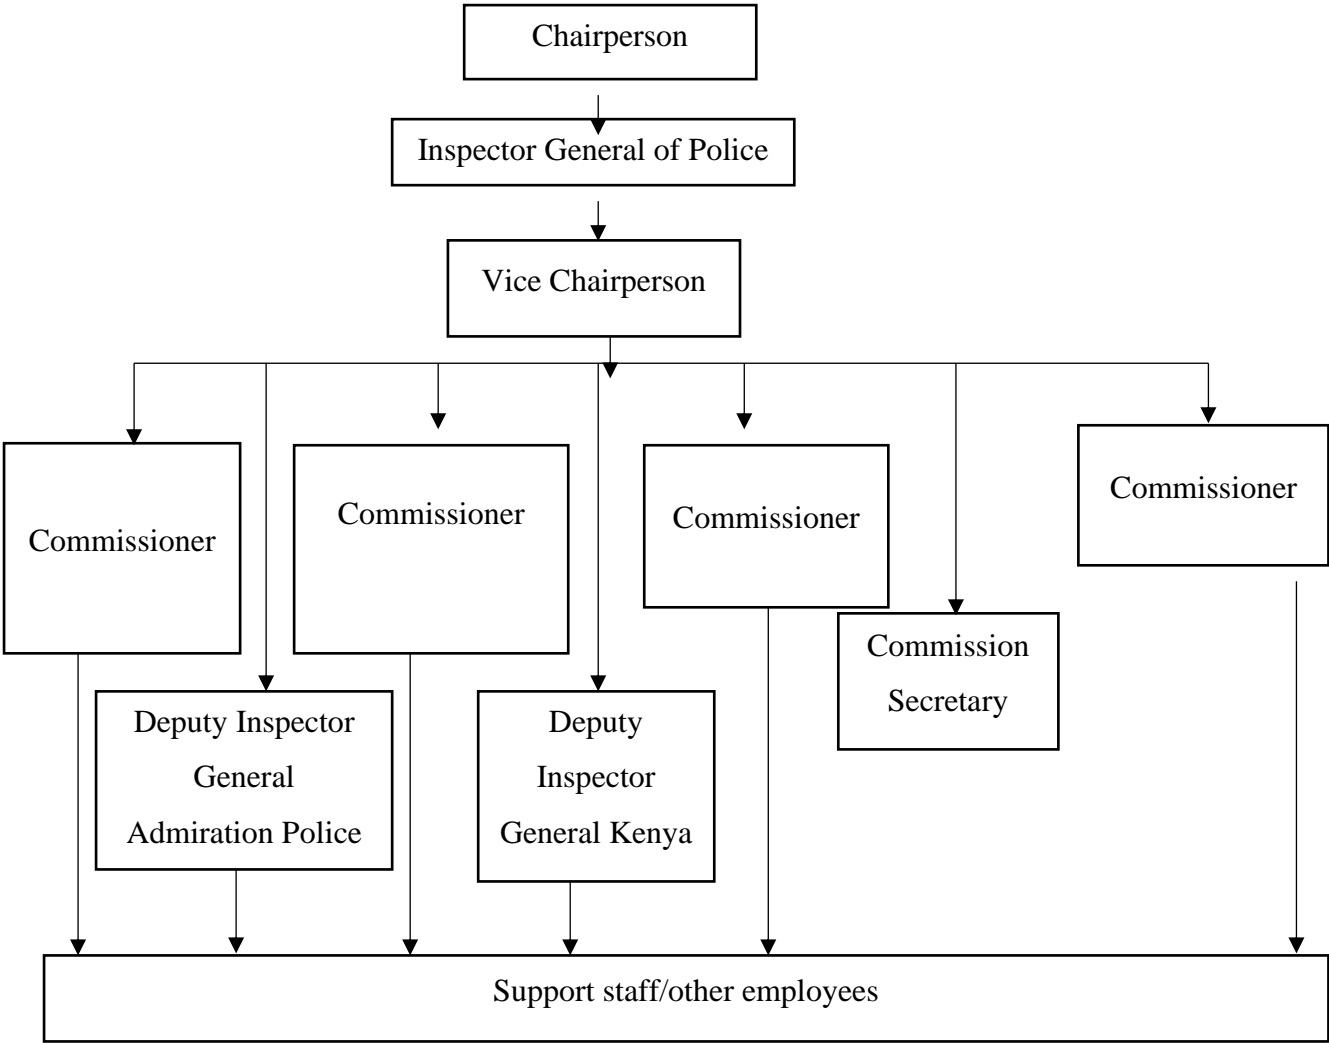 Chairperson
Inspector General of Police
Vice Chairperson
Commissioner
Commissioner
Commissioner
Commissioner
Commission
Secretary
Deputy Inspector
General
Admiration Police
Deputy
Inspector
General Kenya
Support staff/other employees